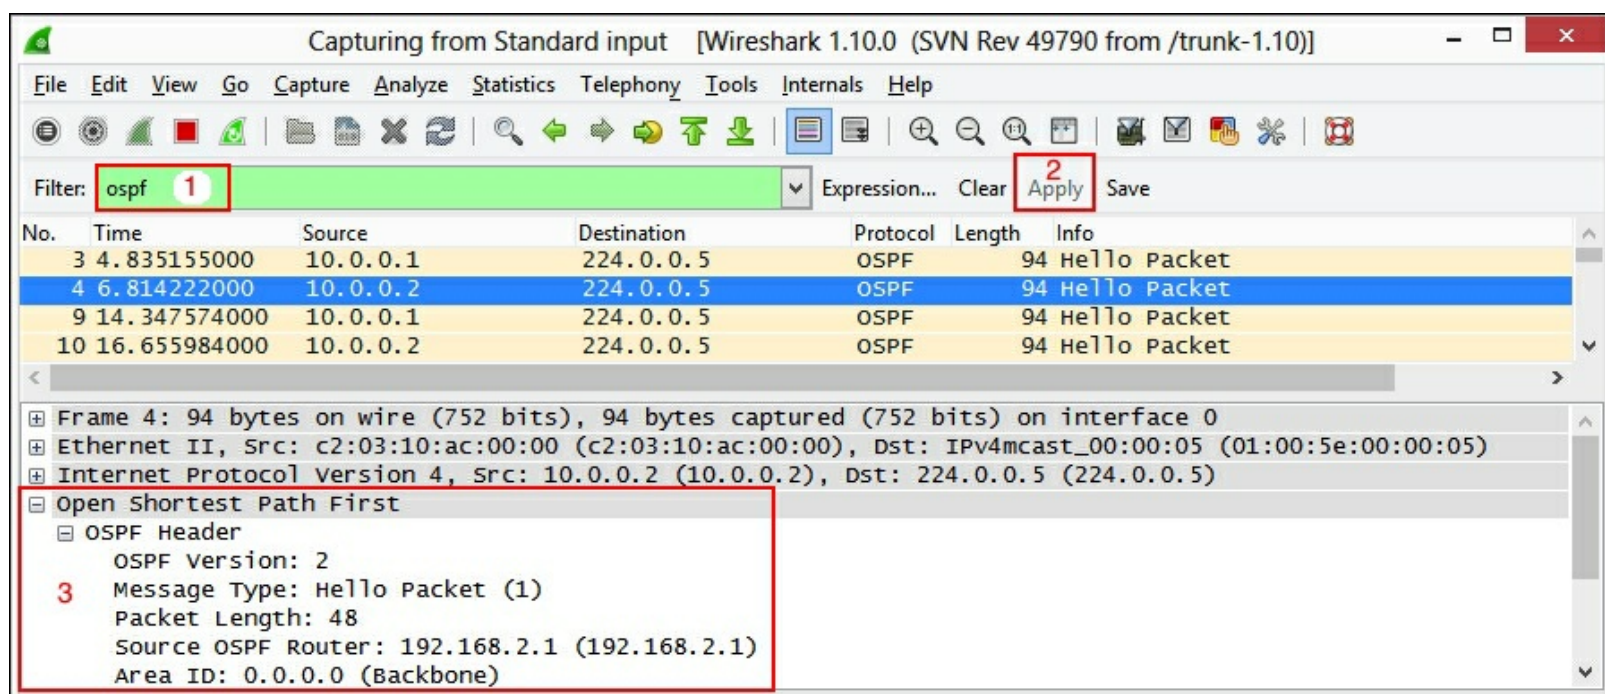 Capturing from Standard input [Wireshark 1.10.0 (SVN Rev 49790 from /trunk-1.10)]
File Edit View Go Capture Analyze Statistics Telephony Tools Internals Help
Filter: ospf 1 Expression... Clear Apply 2 Save
No. Time Source Destination Protocol Length Info
3 4.835155000 10.0.0.1 224.0.0.5 OSPF 94 Hello Packet
4 6.814222000 10.0.0.2 224.0.0.5 OSPF 94 Hello Packet
9 14.347574000 10.0.0.1 224.0.0.5 OSPF 94 Hello Packet
10 16.655984000 10.0.0.2 224.0.0.5 OSPF 94 Hello Packet
Frame 4: 94 bytes on wire (752 bits), 94 bytes captured (752 bits) on interface 0
Ethernet II, Src: c2:03:10:ac:00:00 (c2:03:10:ac:00:00), Dst: IPv4mcast_00:00:05 (01:00:5e:00:00:05)
Internet Protocol Version 4, Src: 10.0.0.2 (10.0.0.2), Dst: 224.0.0.5 (224.0.0.5)
Open Shortest Path First
OSPF Header
OSPF Version: 2
3 Message Type: Hello Packet (1)
Packet Length: 48
Source OSPF Router: 192.168.2.1 (192.168.2.1)
Area ID: 0.0.0.0 (Backbone)